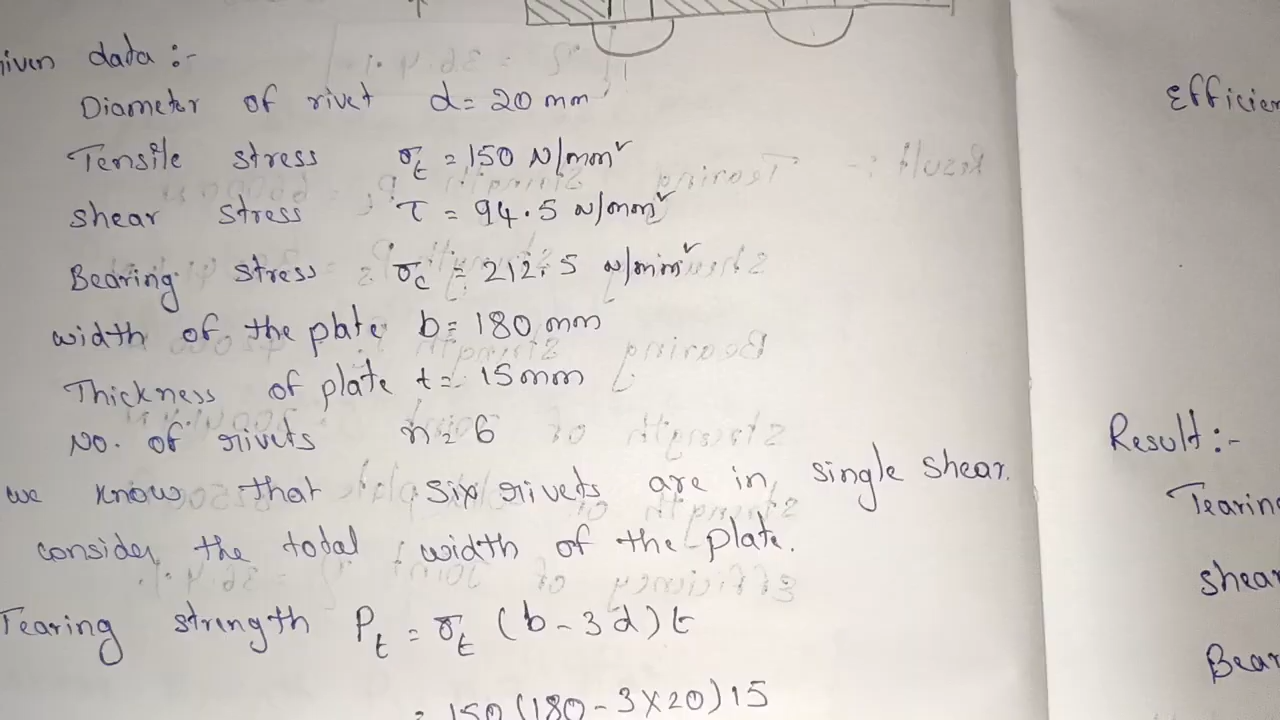 iven data :-
Diameter of rivet d = 20 mm
Tensile stress σt = 150 N/mm²
shear stress τ = 94.5 N/mm²
Bearing stress σc = 212.5 N/mm²
width of the plate b = 180 mm
Thickness of plate t = 15mm
No. of rivets n = 6
we know that six rivets are in single shear.
consider the total width of the plate.
Tearing strength Pt = σt (b - 3d) t
= 150 (180 - 3×20) 15
Efficien
Result :-
Tearing
shear
Bear